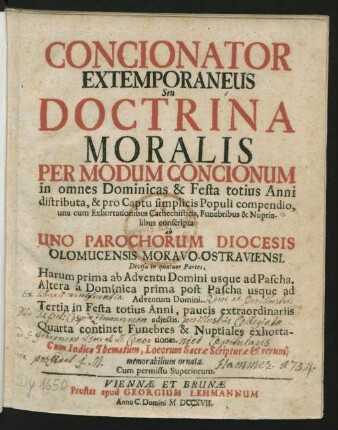 CONCIONATOR
EXTEMPORANEUS
Seu
DOCTRINA
MORALIS
PER MODUM CONCIONUM
in omnes Dominicas & Festa totius Anni
distributa, & pro Captu simplicis Populi compendio,
una cum Exhortationibus Cathechisticis, Funebribus & Nuptia-
libus conscripta
ab
UNO PAROCHORUM DIOCESIS
OLOMUCENSIS MORAVO-OSTRAVIENSI.
Divisa in quatuor Partes,
Harum prima ab Adventu Domini usque ad Pascha.
Altera à Dominica prima post Pascha usque ad
Adventum Domini.
Tertia in Festa totius Anni, paucis extraordinariis
adjectis.
Quarta continet Funebres & Nuptiales exhorta-
tiones.
Cum Indice Thematum, Locorum Sacræ Scripturæ & rerum
memorabilium ornata.
Cum permissu Superiorum.
VIENNÆ ET BRUNÆ
Prostat apud GEORGIUM LEHMANNUM
Anno C. Domini MDCCXVII.
Dy 1650